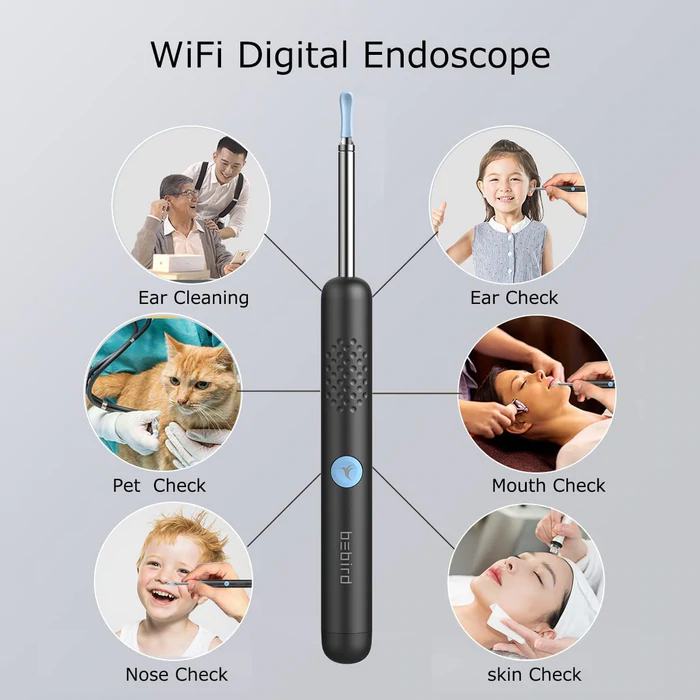 WiFi Digital Endoscope
Ear Cleaning
Ear Check
Pet Check
Mouth Check
bebird
Nose Check
skin Check